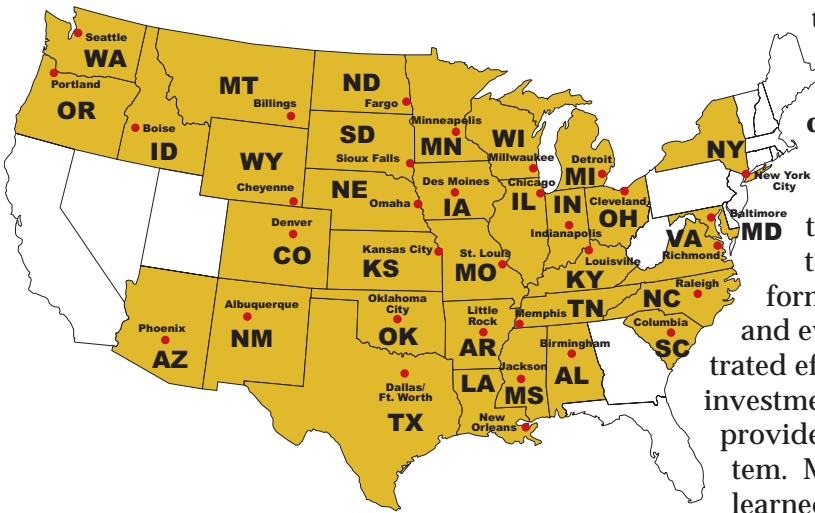 Seattle
WA
Portland
OR
Boise
ID
MT
Billings
ND
Fargo
SD
Sioux Falls
WY
Cheyenne
NE
Omaha
Minneapolis
MN
WI
Millwaukee
Des Moines
IA
Chicago
IL
Detroit
MI
IN
Indianapolis
Cleveland
OH
NY
New York
City
Baltimore
MD
VA
Richmond
Denver
CO
KS
Kansas City
St. Louis
MO
Louisville
KY
Memphis
TN
Raleigh
NC
Columbia
SC
Phoenix
AZ
Albuquerque
NM
Oklahoma
City
OK
Little
Rock
AR
Birmingham
AL
Jackson
MS
LA
New
Orleans
Dallas/
Ft. Worth
TX
t
c
t
te
form
and ev
trated ef
investme
provide
tem. M
learned